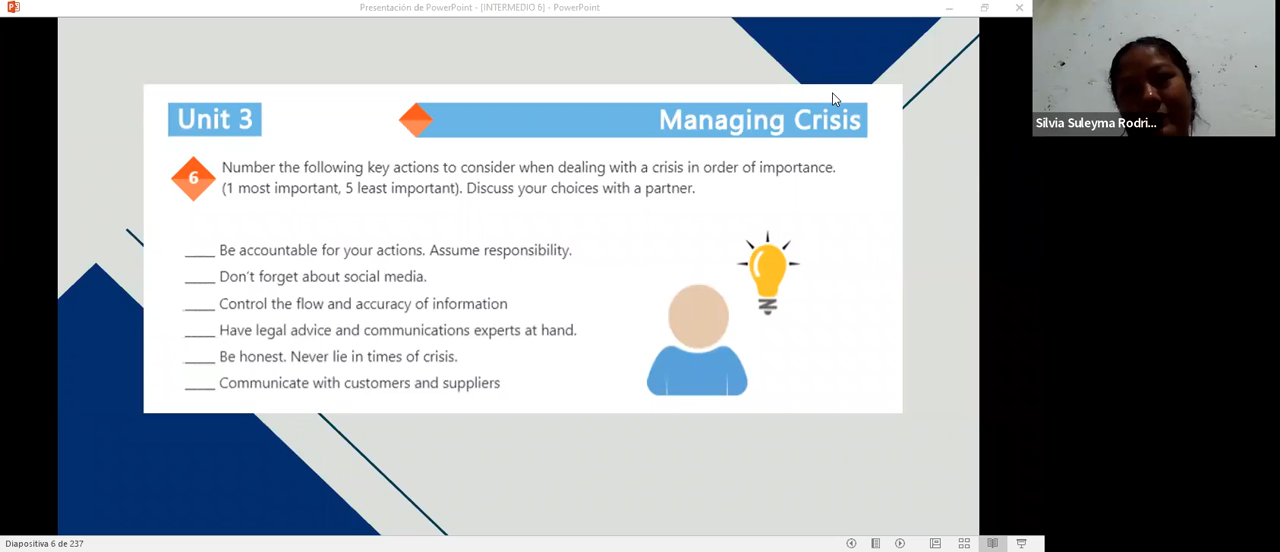 Presentación de PowerPoint - [INTERMEDIO 6] - PowerPoint
Silvia Suleyma Rodri...
Unit 3
Managing Crisis
6
Number the following key actions to consider when dealing with a crisis in order of importance.
(1 most important, 5 least important). Discuss your choices with a partner.
____ Be accountable for your actions. Assume responsibility.
____ Don't forget about social media.
____ Control the flow and accuracy of information
____ Have legal advice and communications experts at hand.
____ Be honest. Never lie in times of crisis.
____ Communicate with customers and suppliers
Diapositiva 6 de 237